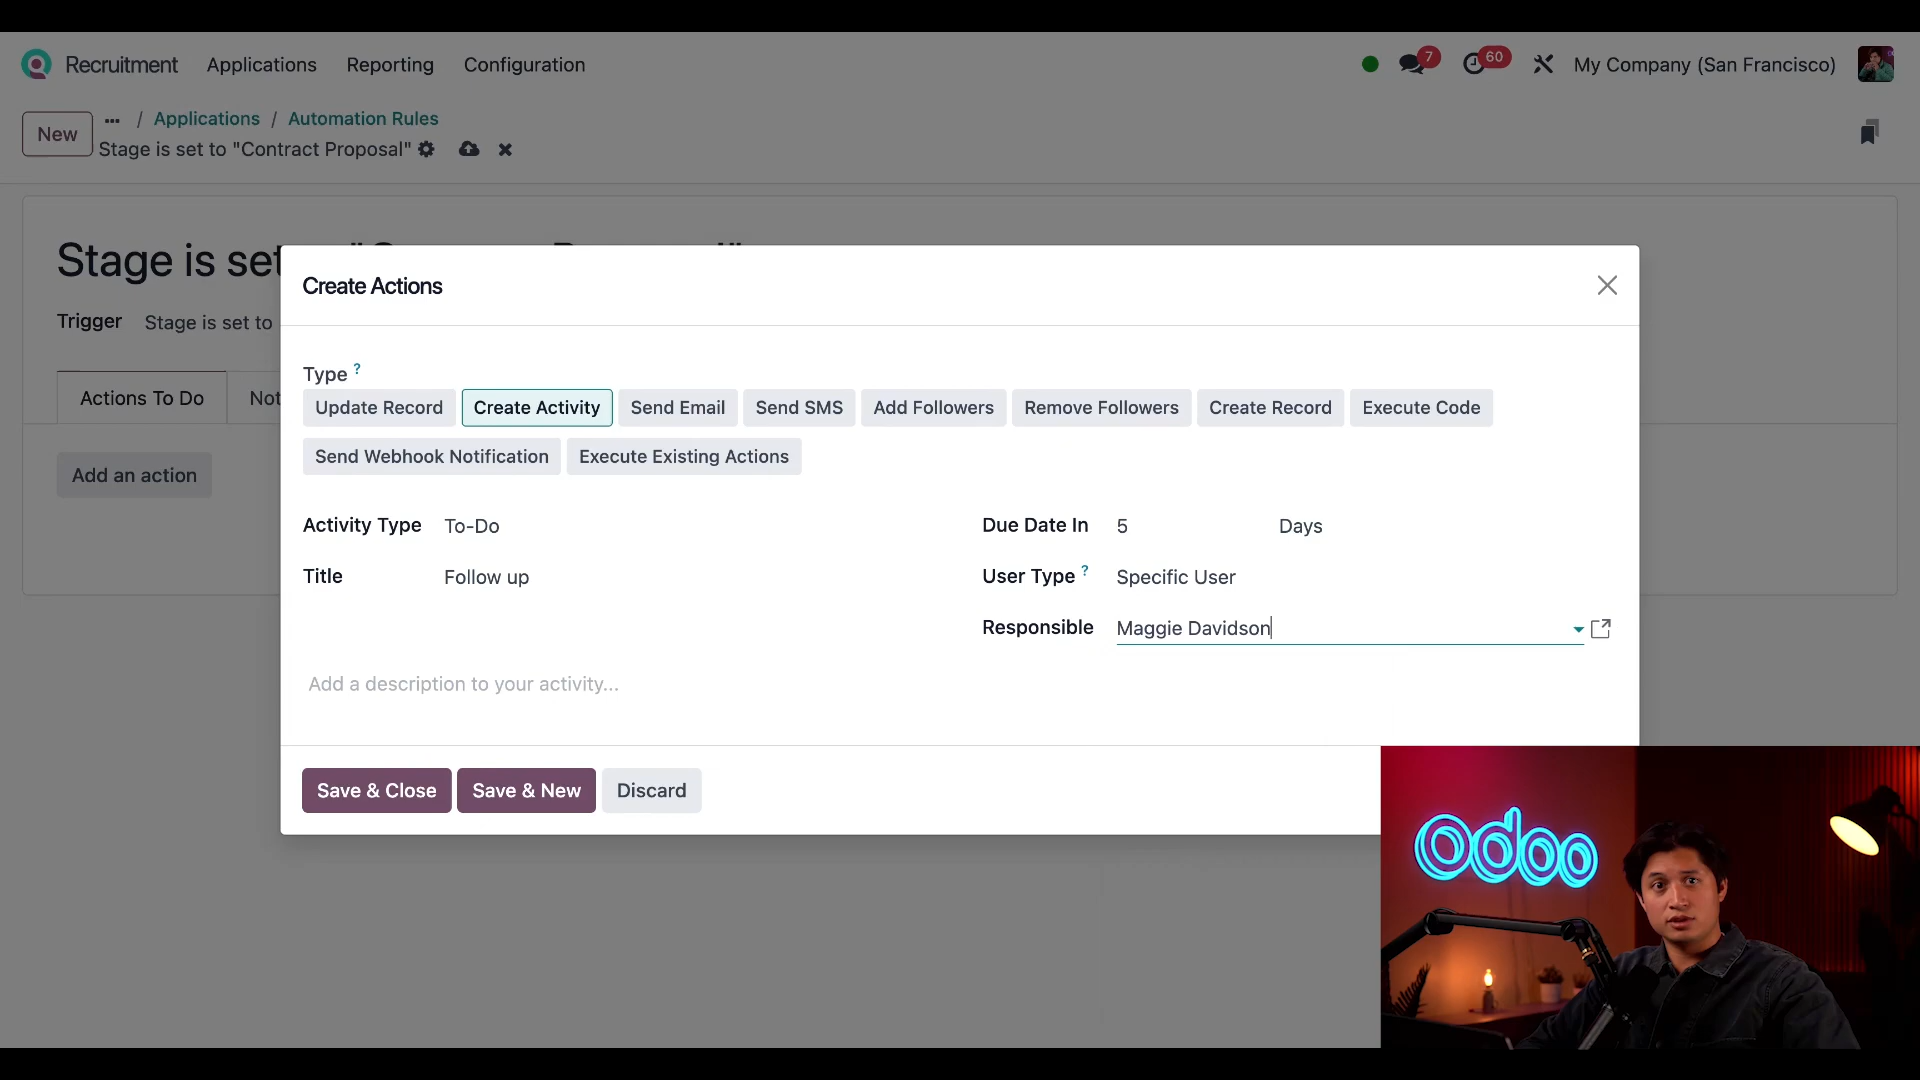 Recruitment Applications Reporting Configuration 7 60 My Company (San Francisco)
New ... / Applications / Automation Rules
Stage is set to "Contract Proposal"
Stage is set
Trigger Stage is set to
Actions To Do Not
Add an action
Create Actions
Type ?
Update Record Create Activity Send Email Send SMS Add Followers Remove Followers Create Record Execute Code
Send Webhook Notification Execute Existing Actions
Activity Type To-Do Due Date In 5 Days
Title Follow up User Type ? Specific User
Responsible Maggie Davidson
Add a description to your activity...
Save & Close Save & New Discard
odoo